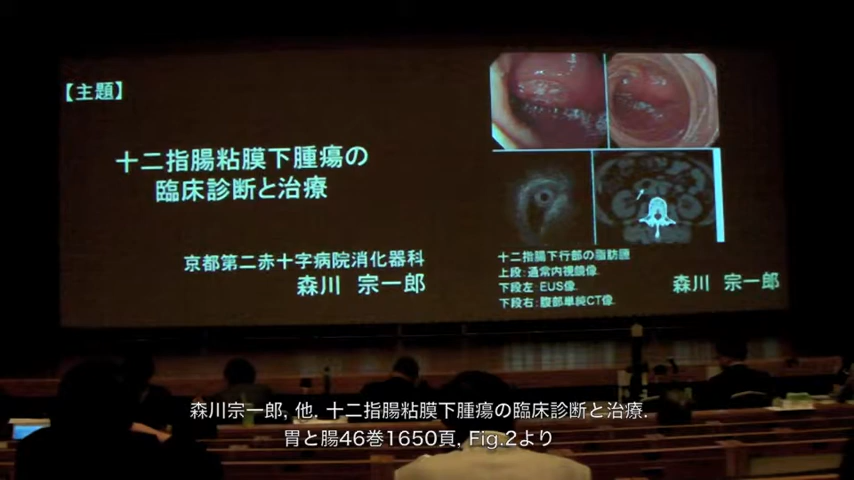 【主題】
十二指腸粘膜下腫瘍の
臨床診断と治療
京都第二赤十字病院消化器科
森川 宗一郎
十二指腸下行部の脂肪腫
上段:通常内視鏡像
下段左:EUS像
下段右:腹部単純CT像
森川 宗一郎
森川宗一郎, 他. 十二指腸粘膜下腫瘍の臨床診断と治療.
胃と腸46巻1650頁, Fig.2より